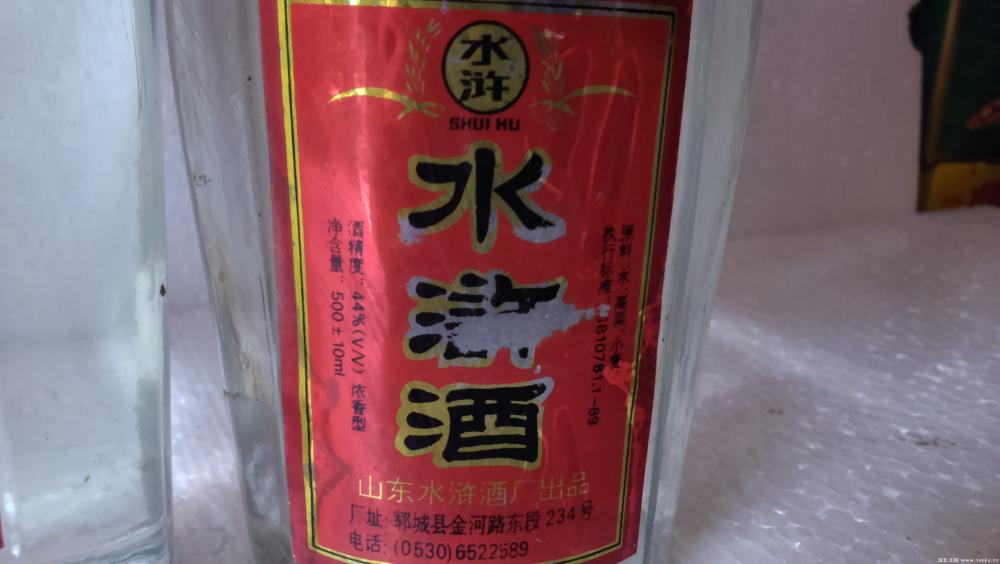 水浒
SHUI HU
水浒酒
酒精度：44%(V/V) 浓香型
净含量：500±10ml
原料：水、高粱、小麦
执行标准：GB10781.1-89
山东水浒酒厂出品
厂址：郓城县金河路东段234号
电话：(0530)6522589